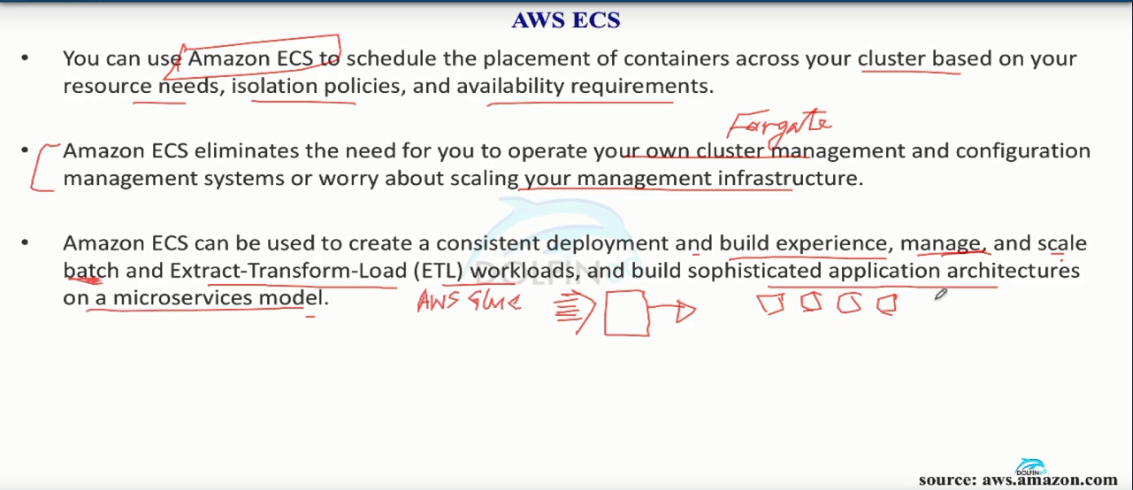 AWS ECS
• You can use Amazon ECS to schedule the placement of containers across your cluster based on your
resource needs, isolation policies, and availability requirements.
Fargate
• Amazon ECS eliminates the need for you to operate your own cluster management and configuration
management systems or worry about scaling your management infrastructure.
• Amazon ECS can be used to create a consistent deployment and build experience, manage, and scale
batch and Extract-Transform-Load (ETL) workloads, and build sophisticated application architectures
DOLFIN
on a microservices model.
AWS Glue
DOLFIN
source: aws.amazon.com